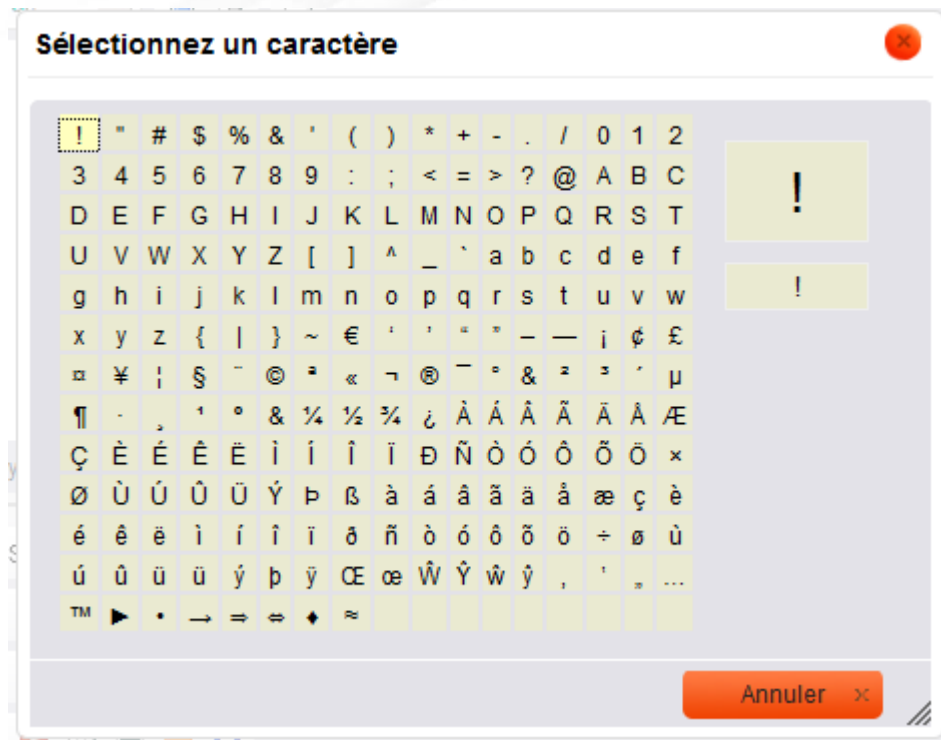 Sélectionnez un caractère
! " # $ % & ' ( ) * + - . / 0 1 2
3 4 5 6 7 8 9 : ; < = > ? @ A B C
D E F G H I J K L M N O P Q R S T
U V W X Y Z [ ] ^ _ ` a b c d e f
g h i j k l m n o p q r s t u v w
x y z { | } ~ € ‘ ’ “ ” – — ¡ ¢ £
¤ ¥ ¦ § ¨ © ª « ¬ ® ¯ ° & ² ³ ´ µ
¶ · ¸ ¹ º & ¼ ½ ¾ ¿ À Á Â Ã Ä Å Æ
Ç È É Ê Ë Ì Í Î Ï Ð Ñ Ò Ó Ô Õ Ö ×
Ø Ù Ú Û Ü Ý Þ ß à á â ã ä å æ ç è
é ê ë ì í î ï ð ñ ò ó ô õ ö ÷ ø ù
ú û ü ü ý þ ÿ Œ œ Ŵ Ŷ ŵ ŷ ‚ ‛ „ …
™ ► • → ⇒ ⇔ ♦ ≈
!
!
Annuler